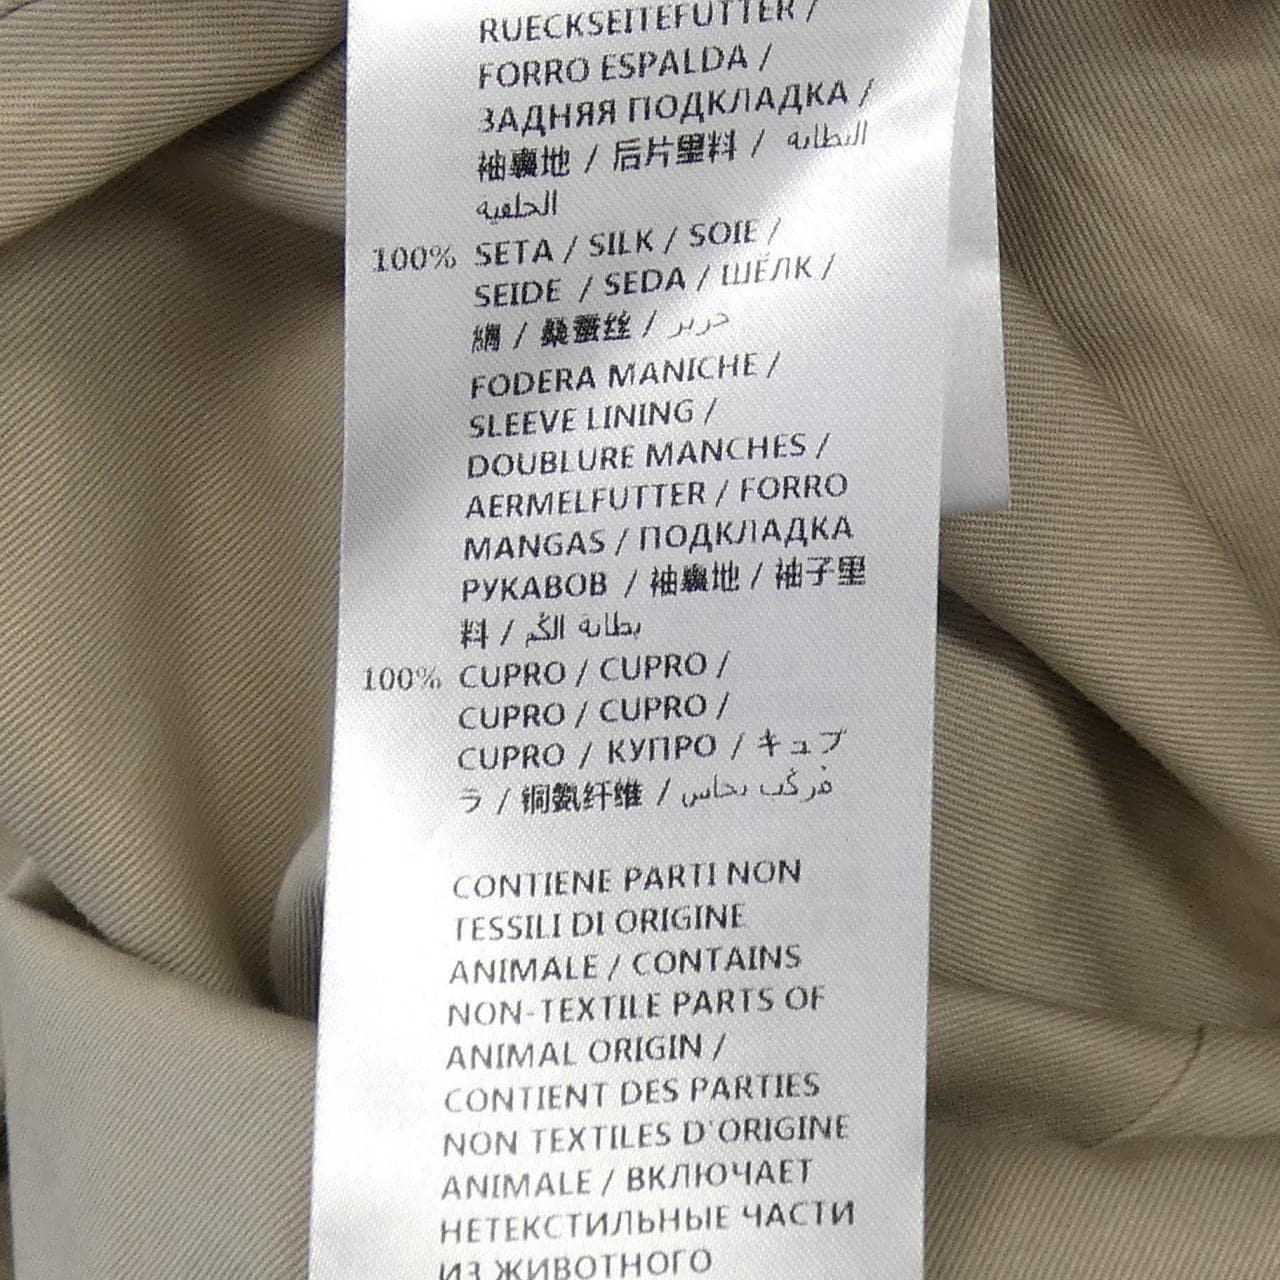 RUECKSEITEFUTTER /
FORRO ESPALDA /
ЗАДНЯЯ ПОДКЛАДКА /
袖裏地 / 后片里料 / البطانة
الخلفية
100% SETA / SILK / SOIE /
SEIDE / SEDA / ШЁЛК /
絹 / 桑蚕丝 / حرير
FODERA MANICHE /
SLEEVE LINING /
DOUBLURE MANCHES /
AERMELFUTTER / FORRO
MANGAS / ПОДКЛАДКА
РУКАВОВ / 袖裏地 / 袖子里
料 / بطانة الكُم
100% CUPRO / CUPRO /
CUPRO / CUPRO /
CUPRO / КУПРО / キュプ
ラ / 铜氨纤维 / مُركّب نحاس
CONTIENE PARTI NON
TESSILI DI ORIGINE
ANIMALE / CONTAINS
NON-TEXTILE PARTS OF
ANIMAL ORIGIN /
CONTIENT DES PARTIES
NON TEXTILES D'ORIGINE
ANIMALE / ВКЛЮЧАЕТ
НЕТЕКСТИЛЬНЫЕ ЧАСТИ
ИЗ ЖИВОТНОГО